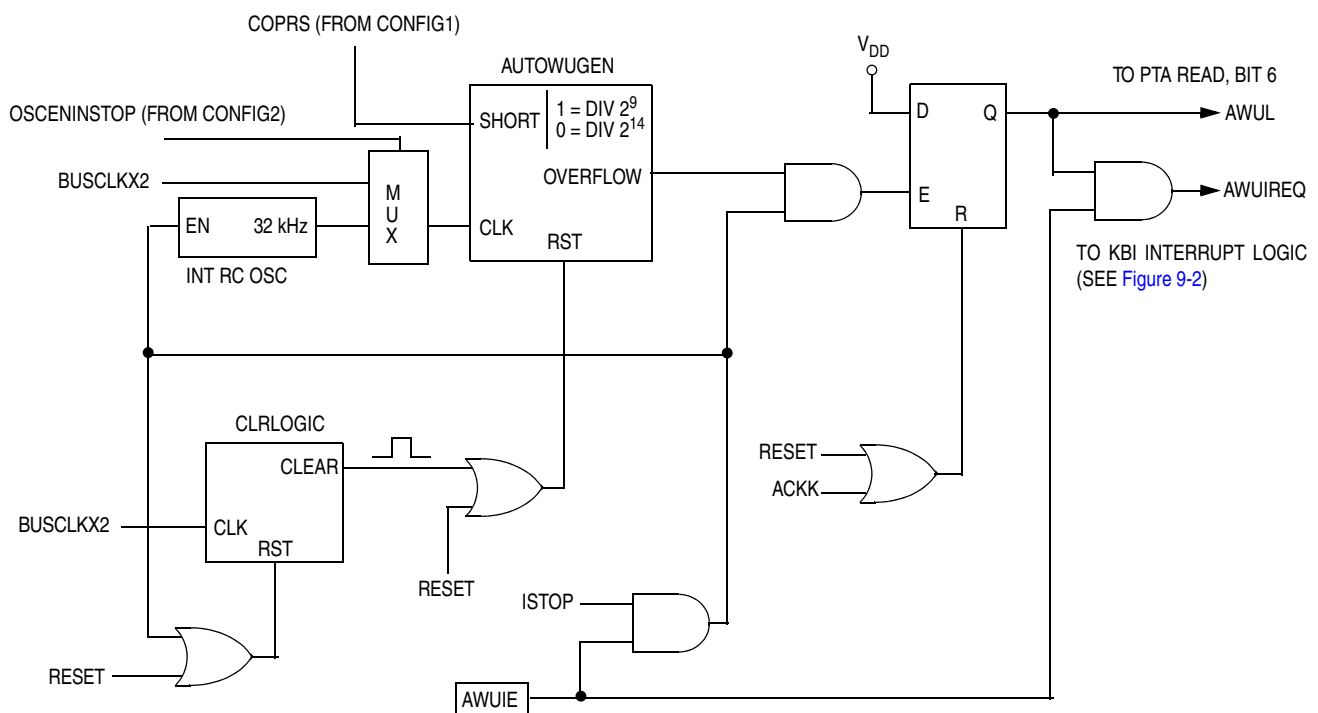 COPRS (FROM CONFIG1)
AUTOWUGEN
V_DD
TO PTA READ, BIT 6
OSCENINSTOP (FROM CONFIG2)
SHORT
1 = DIV 2^9
0 = DIV 2^14
D
Q
AWUL
BUSCLKX2
MUX
OVERFLOW
E
AWUIREQ
EN
32 kHz
CLK
R
RST
INT RC OSC
TO KBI INTERRUPT LOGIC
(SEE Figure 9-2)
CLRLOGIC
CLEAR
RESET
ACKK
BUSCLKX2
CLK
RST
RESET
ISTOP
RESET
AWUIE